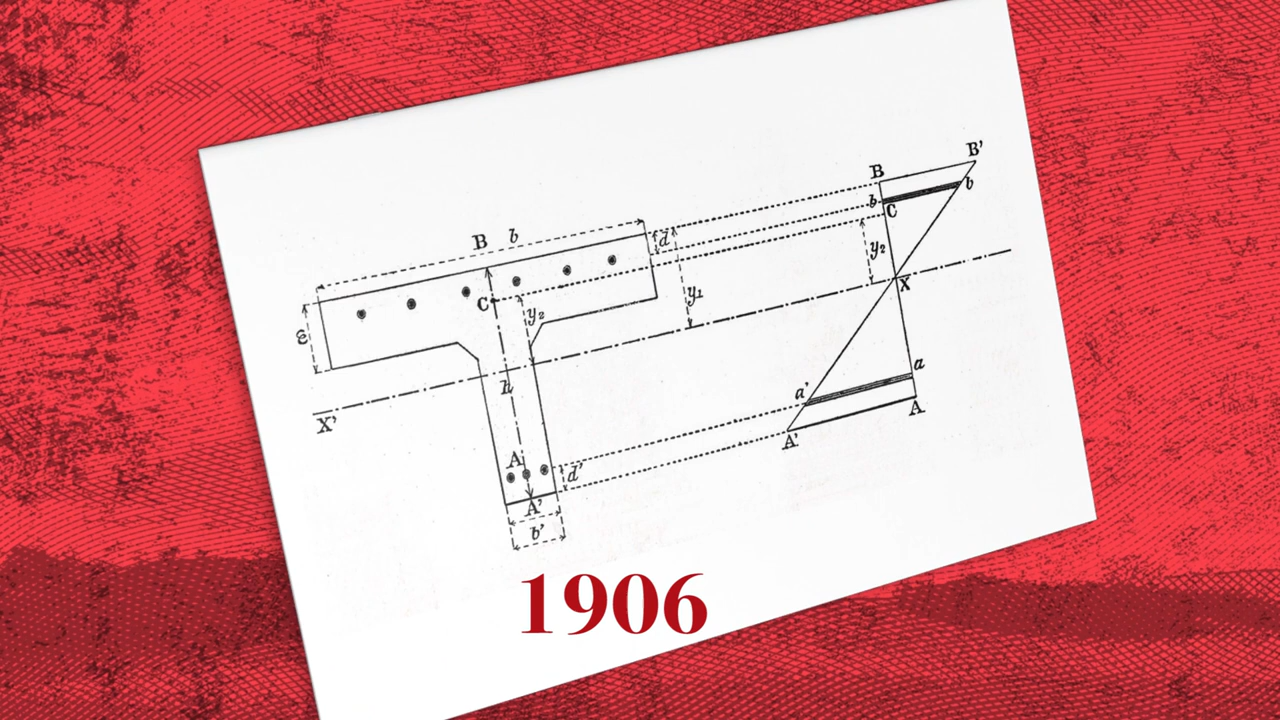 B'
B
b
b
C
B b
d
y₂
y₁
C
y₂
ε
h
X
X'
a
a'
A
A'
A
d'
A'
b'
1906